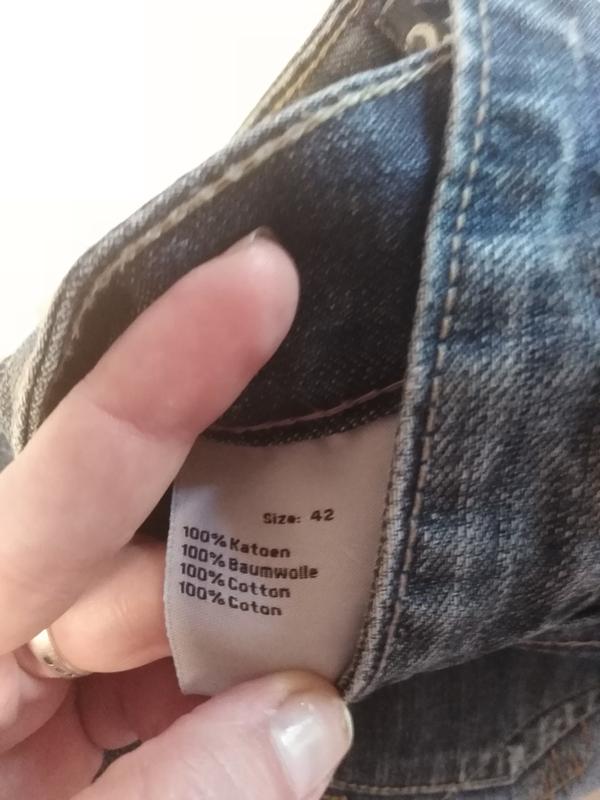 Size: 42
100% Katoen
100% Baumwolle
100% Cotton
100% Coton